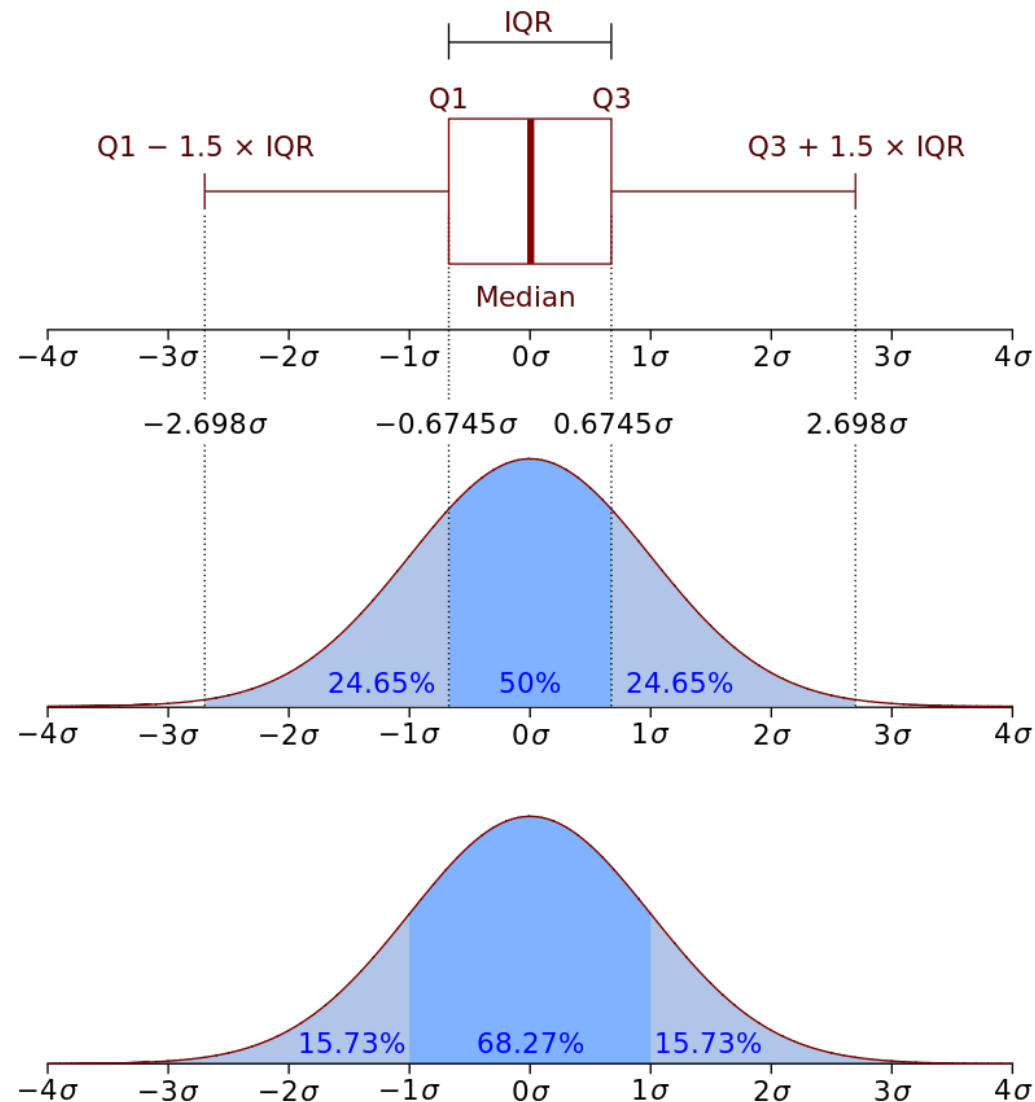 IQR
Q1 Q3
Q1 − 1.5 × IQR Q3 + 1.5 × IQR
Median
−4σ −3σ −2σ −1σ 0σ 1σ 2σ 3σ 4σ
−2.698σ −0.6745σ 0.6745σ 2.698σ
24.65% 50% 24.65%
−4σ −3σ −2σ −1σ 0σ 1σ 2σ 3σ 4σ
15.73% 68.27% 15.73%
−4σ −3σ −2σ −1σ 0σ 1σ 2σ 3σ 4σ